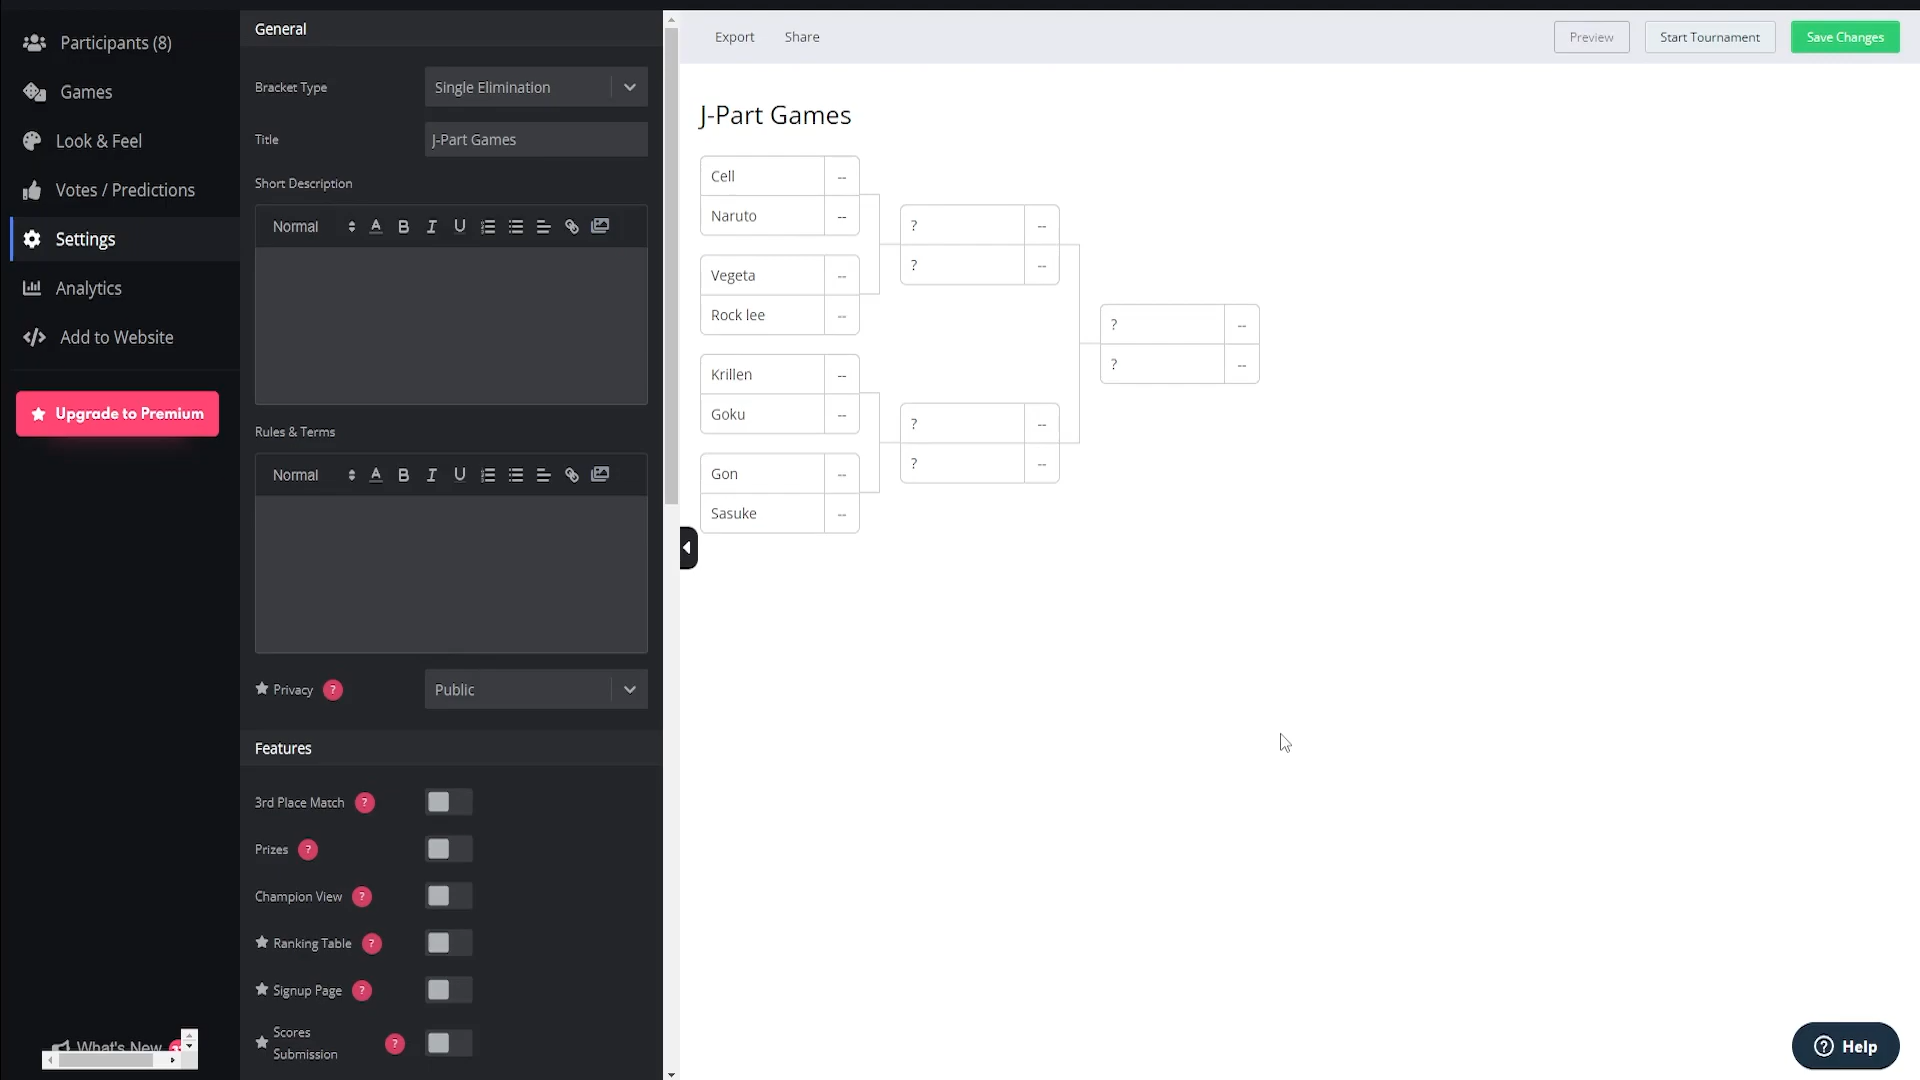 Participants (8)
Games
Look & Feel
Votes / Predictions
Settings
Analytics
Add to Website
Upgrade to Premium
What's New
General
Bracket Type
Single Elimination
Title
J-Part Games
Short Description
Normal
A B I U
Rules & Terms
Normal
A B I U
Privacy ?
Public
Features
3rd Place Match ?
Prizes ?
Champion View ?
Ranking Table ?
Signup Page ?
Scores
Submission ?
Export Share
Preview
Start Tournament
Save Changes
J-Part Games
Cell --
Naruto --
Vegeta --
Rock lee --
Krillen --
Goku --
Gon --
Sasuke --
? --
? --
? --
? --
? --
? --
? Help